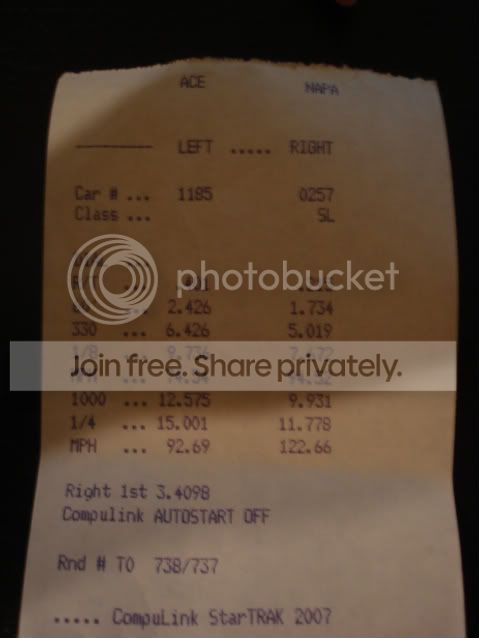 ACE NAPA
LEFT ..... RIGHT
Car # ... 1185 0257
Class ... SL
photobucket
... 2.426 1.734
330 ... 6.426 5.019
Join free. Share privately.
1000 ... 12.575 9.931
1/4 ... 15.001 11.778
MPH ... 92.69 122.66
Right 1st 3.4098
Compulink AUTOSTART OFF
Rnd # TO 738/737
..... CompuLink StarTRAK 2007